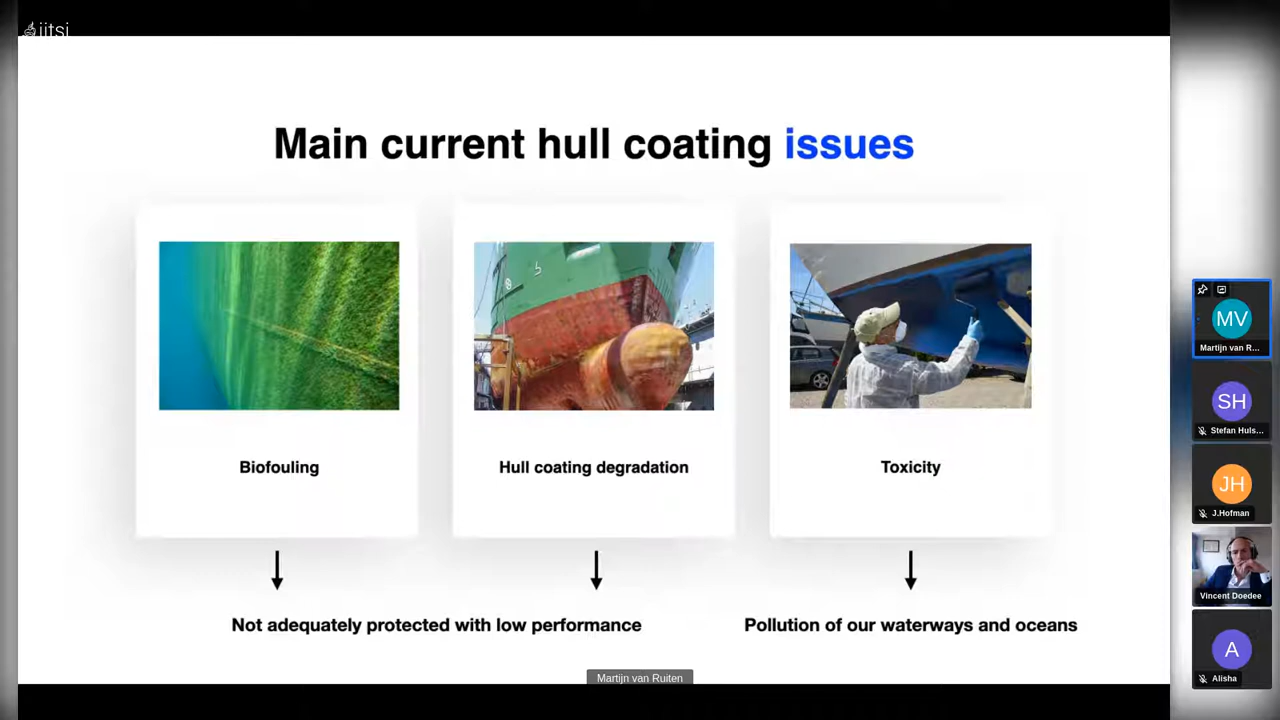 jitsi
Main current hull coating issues
Biofouling
Hull coating degradation
Toxicity
Not adequately protected with low performance
Pollution of our waterways and oceans
Martijn van Ruiten
MV
Martijn van R...
SH
Stefan Huls...
JH
J.Hofman
Vincent Doedee
A
Alisha